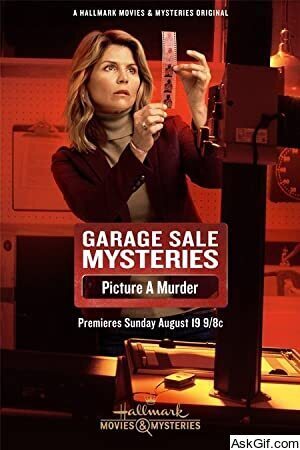 A HALLMARK MOVIES & MYSTERIES ORIGINAL
GARAGE SALE
MYSTERIES
Picture A Murder
Premieres Sunday August 19 9/8c
Hallmark
MOVIES & MYSTERIES
AskGif.com